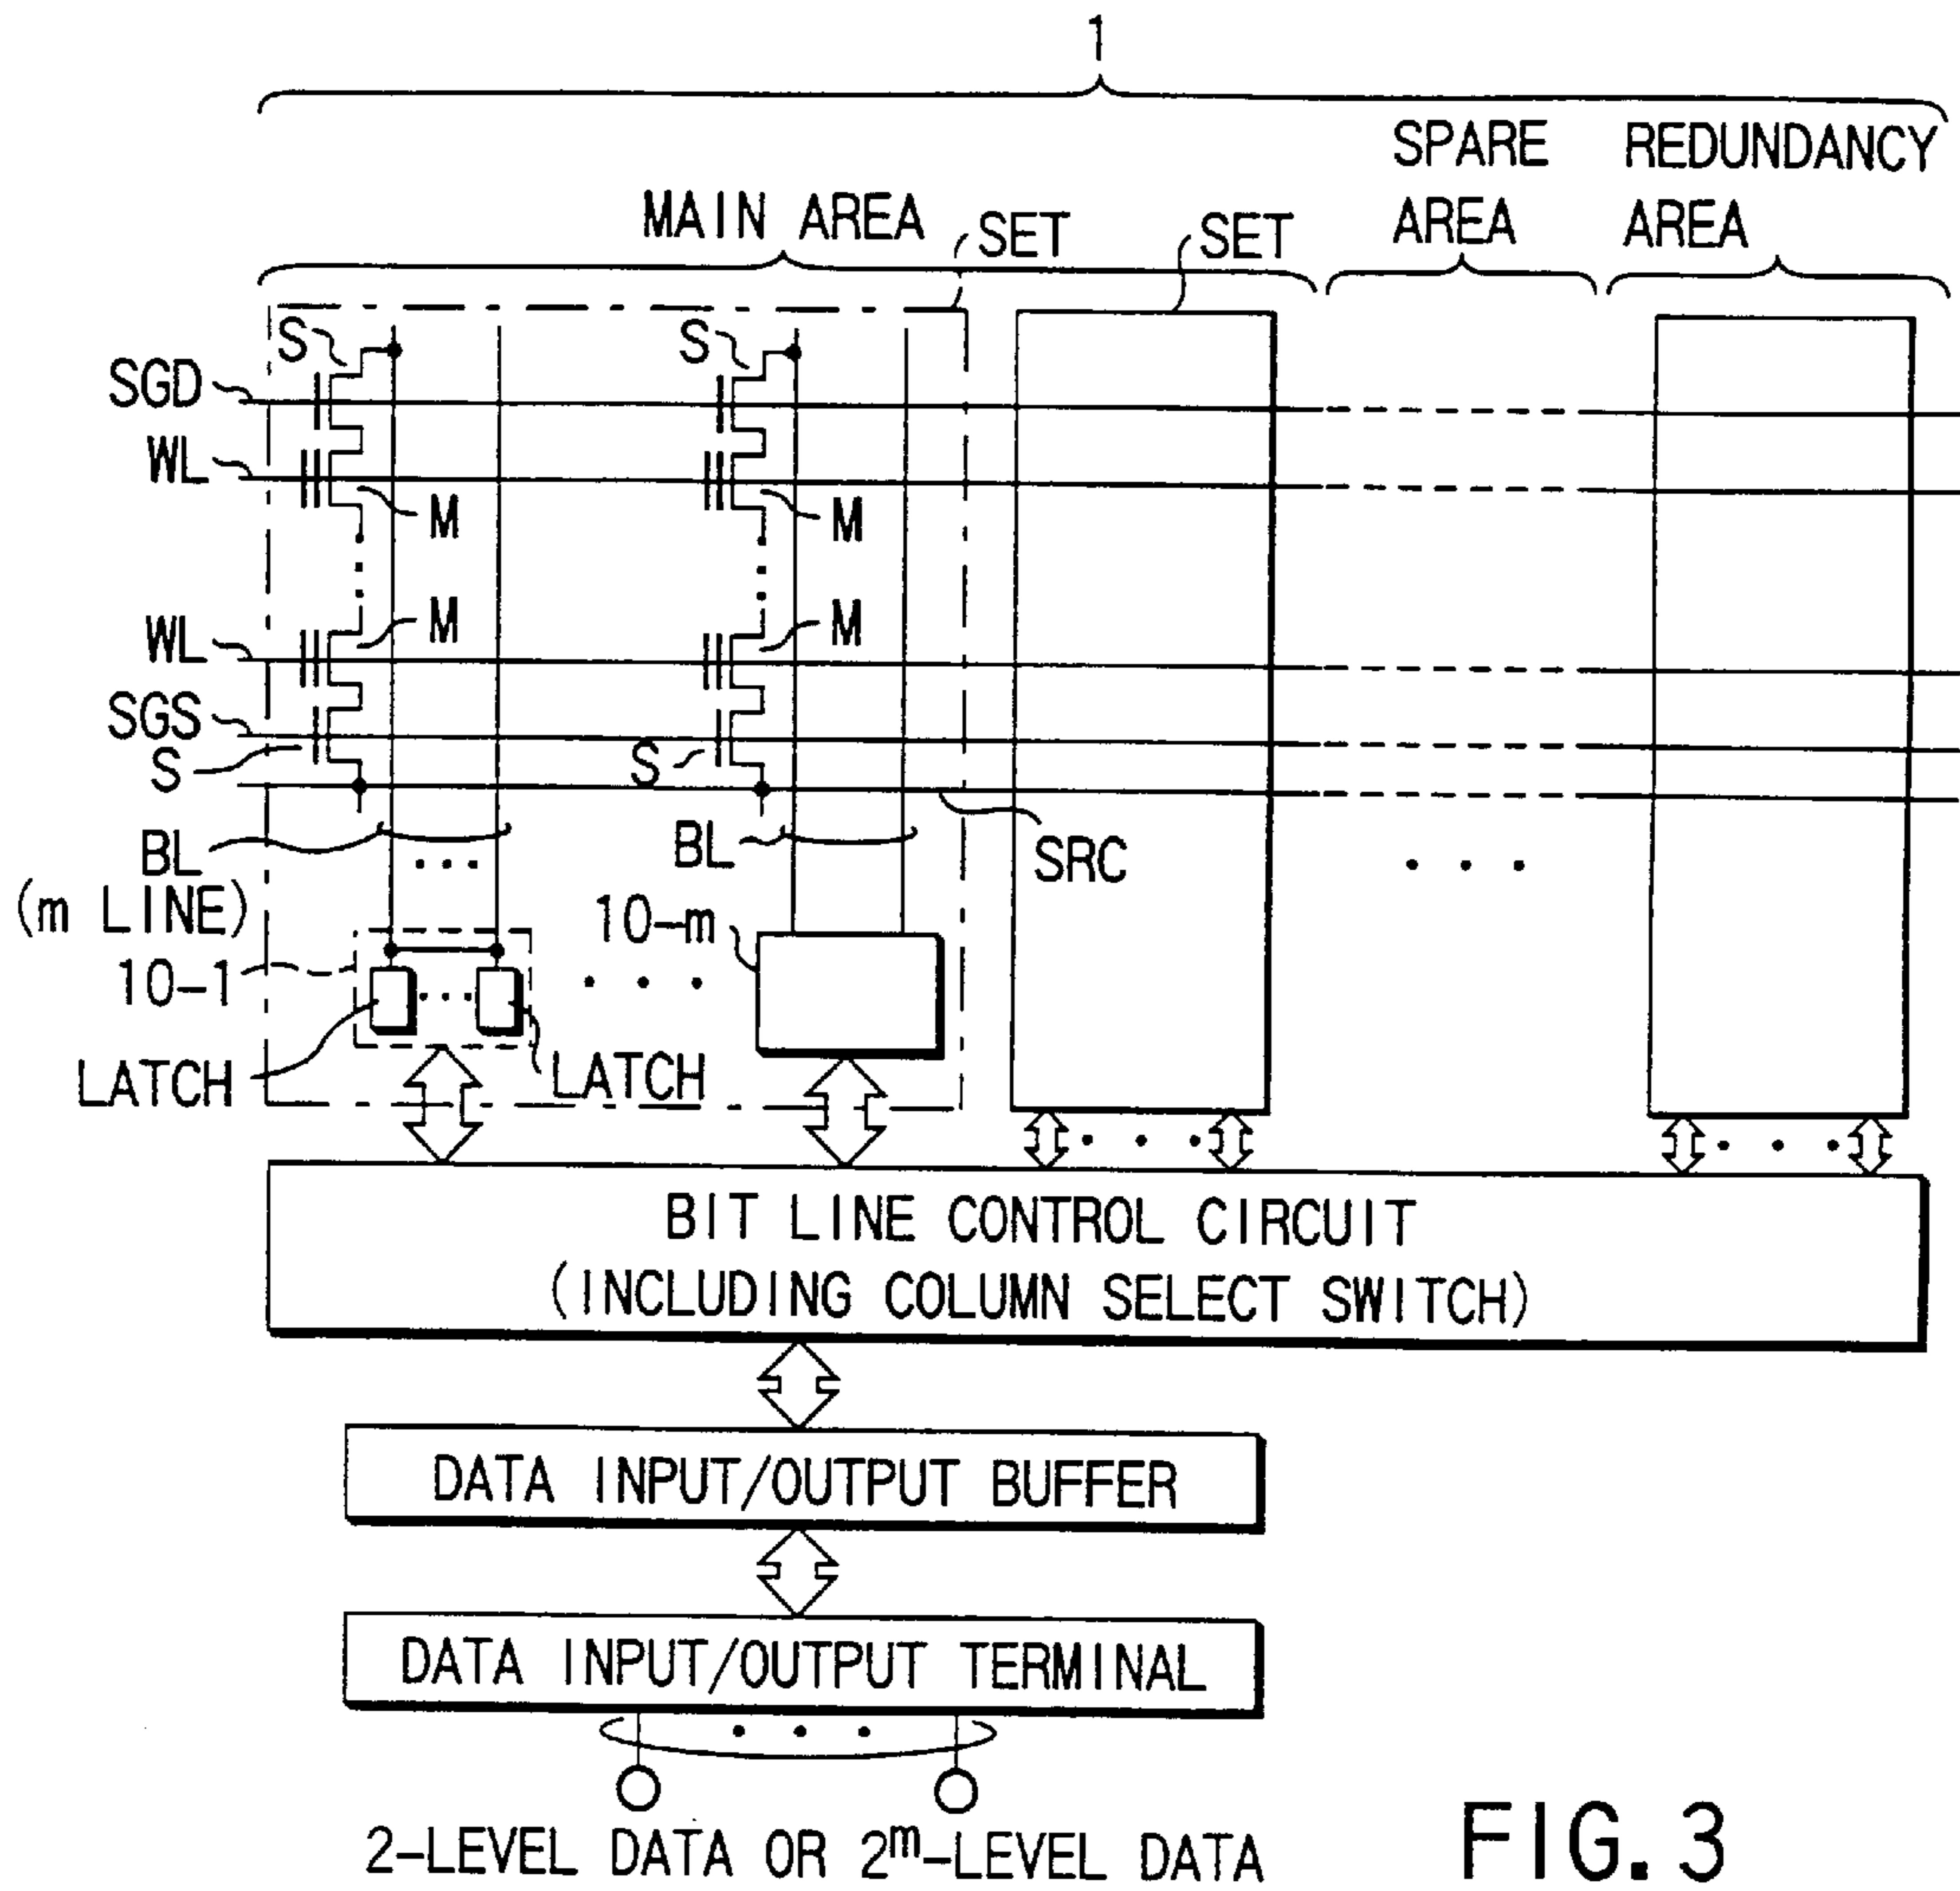 1
SPARE AREA
REDUNDANCY AREA
MAIN AREA
SET
SET
S
S
SGD
WL
M
M
WL
M
M
SGS
S
S
BL
(m LINE)
BL
SRC
10-m
10-1
LATCH
LATCH
BIT LINE CONTROL CIRCUIT
(INCLUDING COLUMN SELECT SWITCH)
DATA INPUT/OUTPUT BUFFER
DATA INPUT/OUTPUT TERMINAL
2-LEVEL DATA OR 2ᵐ-LEVEL DATA
FIG. 3